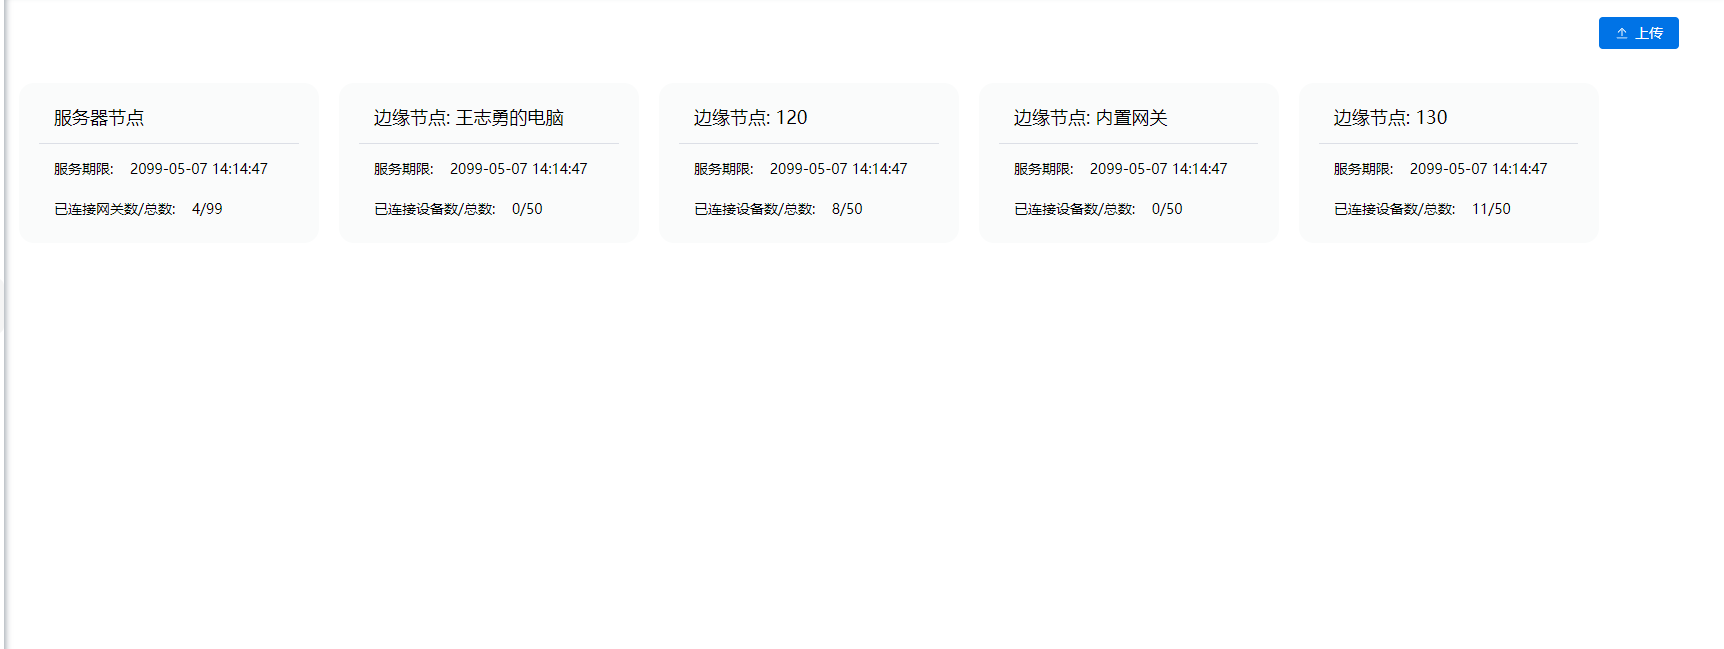 上传
服务器节点
服务期限: 2099-05-07 14:14:47
已连接网关数/总数: 4/99
边缘节点: 王志勇的电脑
服务期限: 2099-05-07 14:14:47
已连接设备数/总数: 0/50
边缘节点: 120
服务期限: 2099-05-07 14:14:47
已连接设备数/总数: 8/50
边缘节点: 内置网关
服务期限: 2099-05-07 14:14:47
已连接设备数/总数: 0/50
边缘节点: 130
服务期限: 2099-05-07 14:14:47
已连接设备数/总数: 11/50